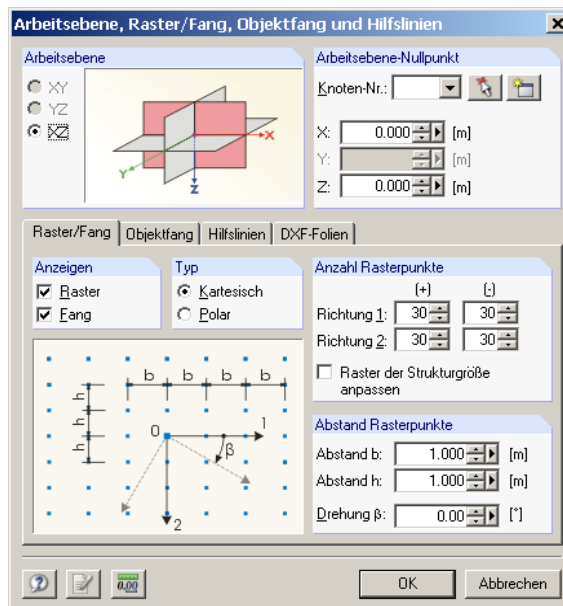 Arbeitsebene, Raster/Fang, Objektfang und Hilfslinien
Arbeitsebene
XY
YZ
XZ
X
Y
Z
Arbeitsebene-Nullpunkt
Knoten-Nr.:
X: 0.000 [m]
Y: [m]
Z: 0.000 [m]
Raster/Fang Objektfang Hilfslinien DXF-Folien
Anzeigen
Raster
Fang
Typ
Kartesisch
Polar
b b b b
h
h
h
0 1
β
2
Anzahl Rasterpunkte
(+) (-)
Richtung 1: 30 30
Richtung 2: 30 30
Raster der Strukturgröße
anpassen
Abstand Rasterpunkte
Abstand b: 1.000 [m]
Abstand h: 1.000 [m]
Drehung β: 0.00 [°]
0.00
OK Abbrechen